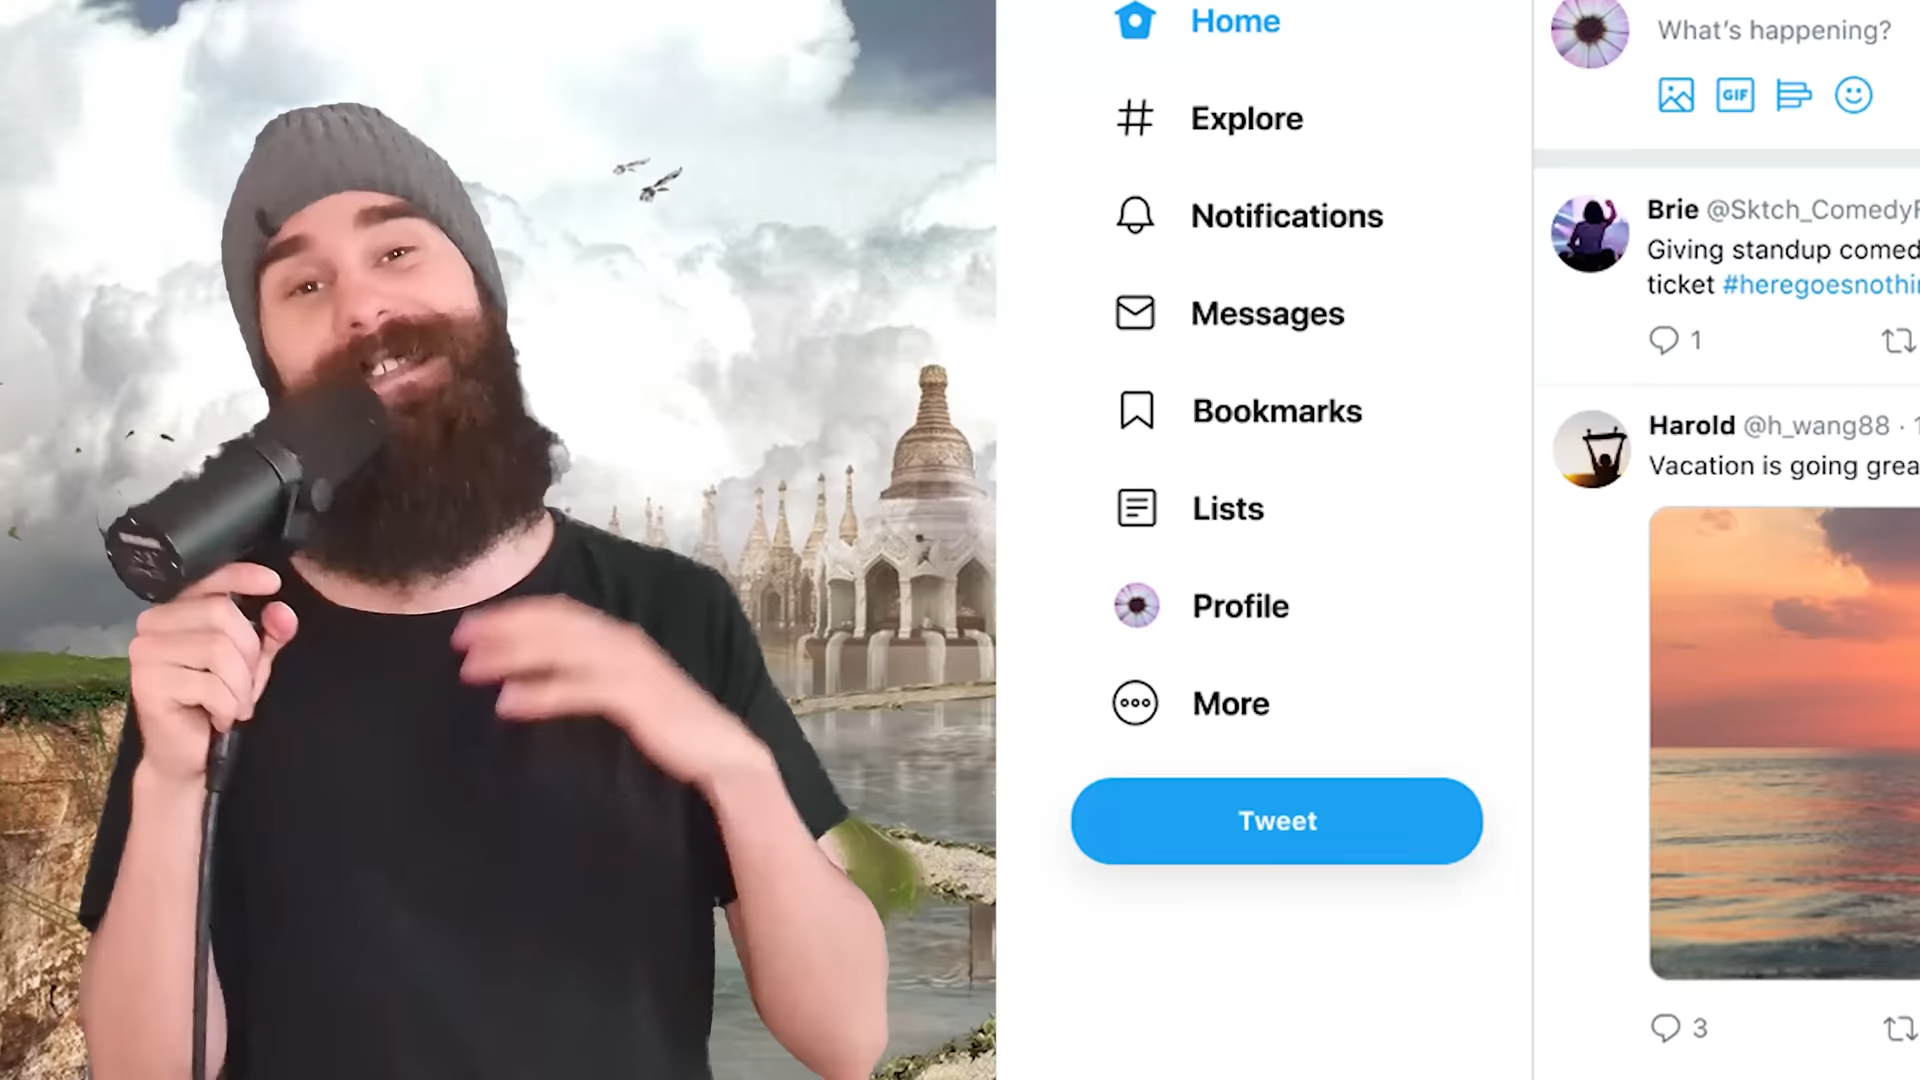 Home
Explore
Notifications
Messages
Bookmarks
Lists
Profile
More
Tweet
What's happening?
GIF
Brie @Sktch_Comedy
Giving standup comed
ticket #heregoesnothi
1
Harold @h_wang88 ·
Vacation is going grea
3